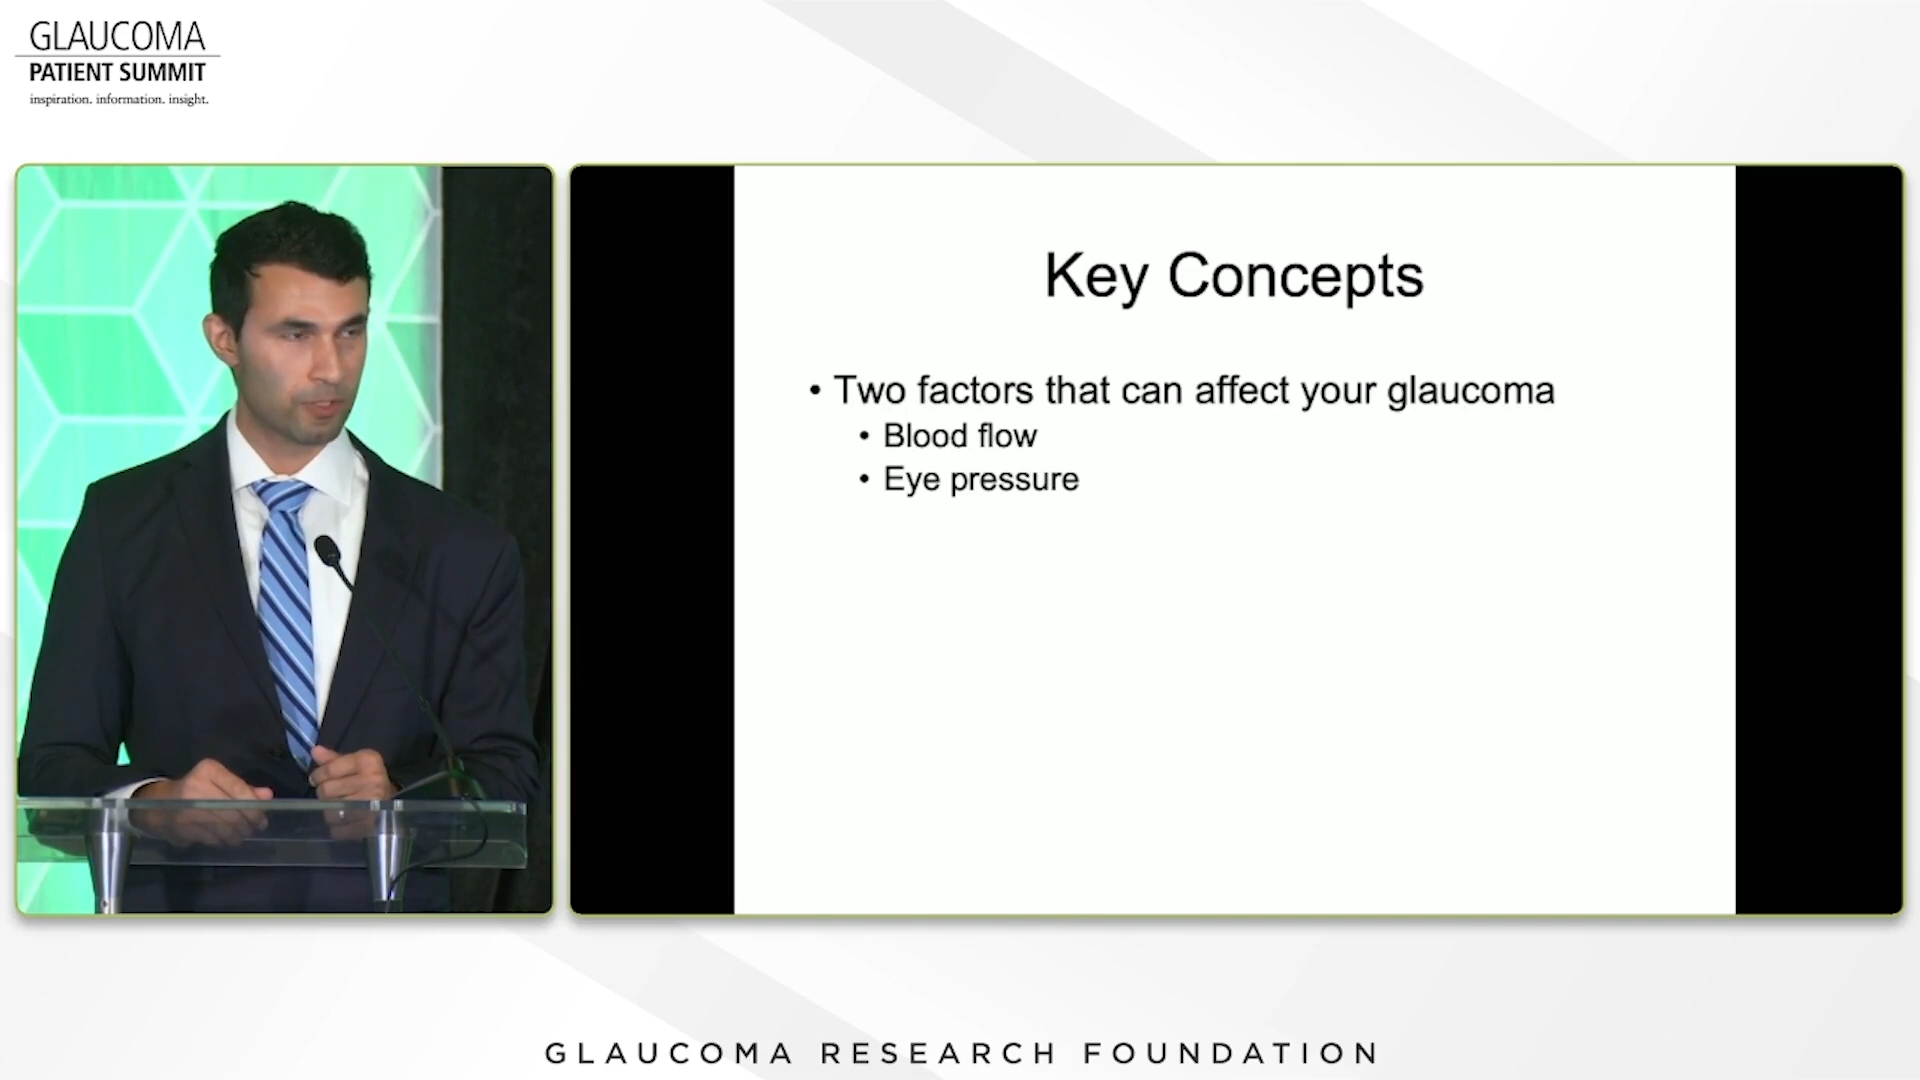 GLAUCOMA
PATIENT SUMMIT
inspiration. information. insight.
Key Concepts
• Two factors that can affect your glaucoma
• Blood flow
• Eye pressure
GLAUCOMA RESEARCH FOUNDATION